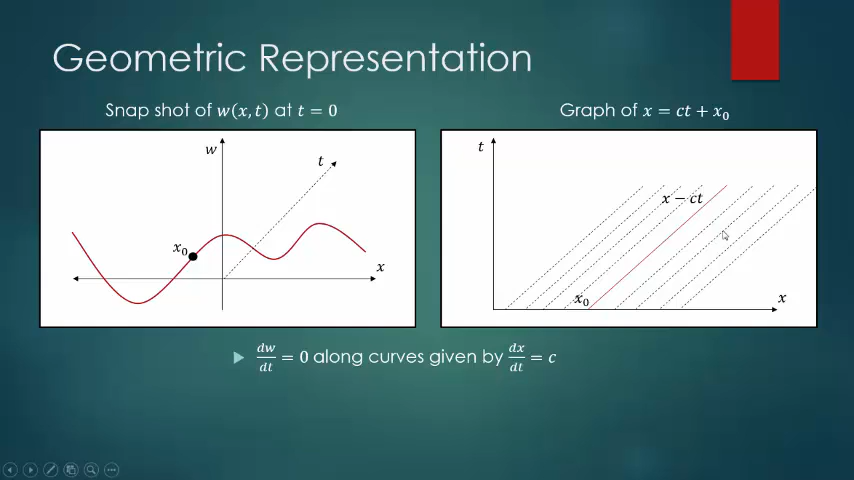 Geometric Representation
Snap shot of w(x, t) at t = 0
Graph of x = ct + x₀
w
t
x₀
x
t
x − ct
x₀
x
dw/dt = 0 along curves given by dx/dt = c